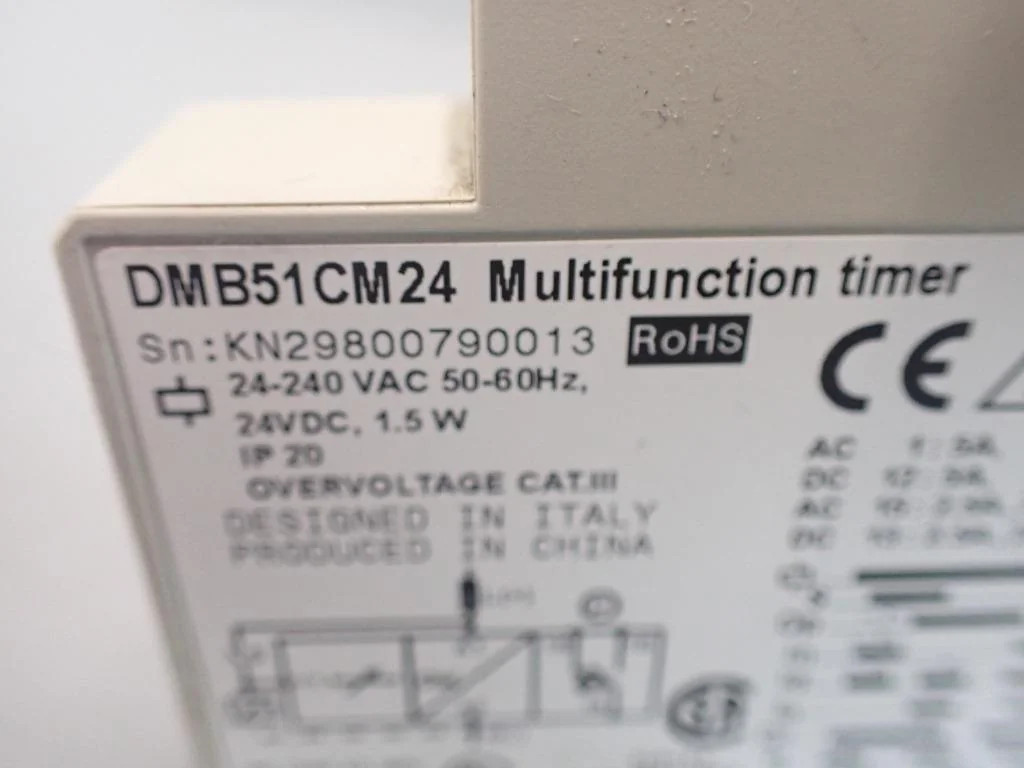 DMB51CM24 Multifunction timer
Sn:KN29800790013 RoHS
CE
24-240 VAC 50-60Hz,
24VDC, 1.5 W
IP 20
OVERVOLTAGE CAT.III
DESIGNED IN ITALY
PRODUCED IN CHINA
AC
DC
AC
DC